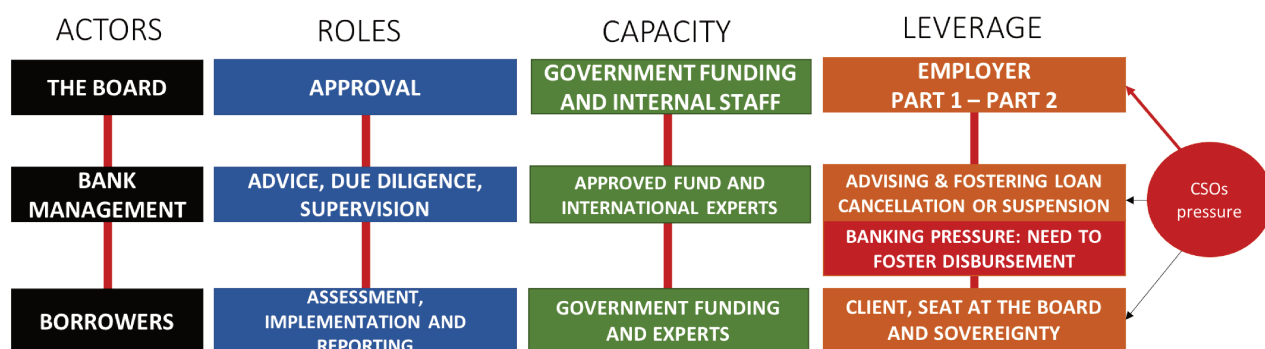 ACTORS
ROLES
CAPACITY
LEVERAGE
THE BOARD
APPROVAL
GOVERNMENT FUNDING
AND INTERNAL STAFF
EMPLOYER
PART 1 – PART 2
BANK
MANAGEMENT
ADVICE, DUE DILIGENCE,
SUPERVISION
APPROVED FUND AND
INTERNATIONAL EXPERTS
ADVISING & FOSTERING LOAN
CANCELLATION OR SUSPENSION
BANKING PRESSURE: NEED TO
FOSTER DISBURSEMENT
CSOs
pressure
BORROWERS
ASSESSMENT,
IMPLEMENTATION AND
REPORTING
GOVERNMENT FUNDING
AND EXPERTS
CLIENT, SEAT AT THE BOARD
AND SOVEREIGNTY